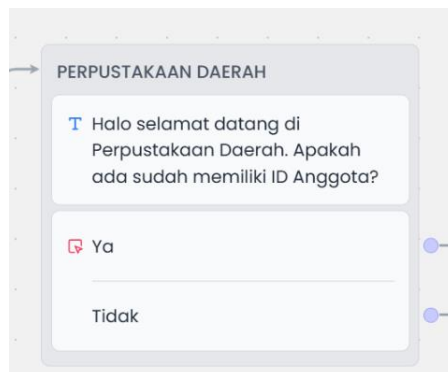 PERPUSTAKAAN DAERAH
Halo selamat datang di
Perpustakaan Daerah. Apakah
ada sudah memiliki ID Anggota?
Ya
Tidak